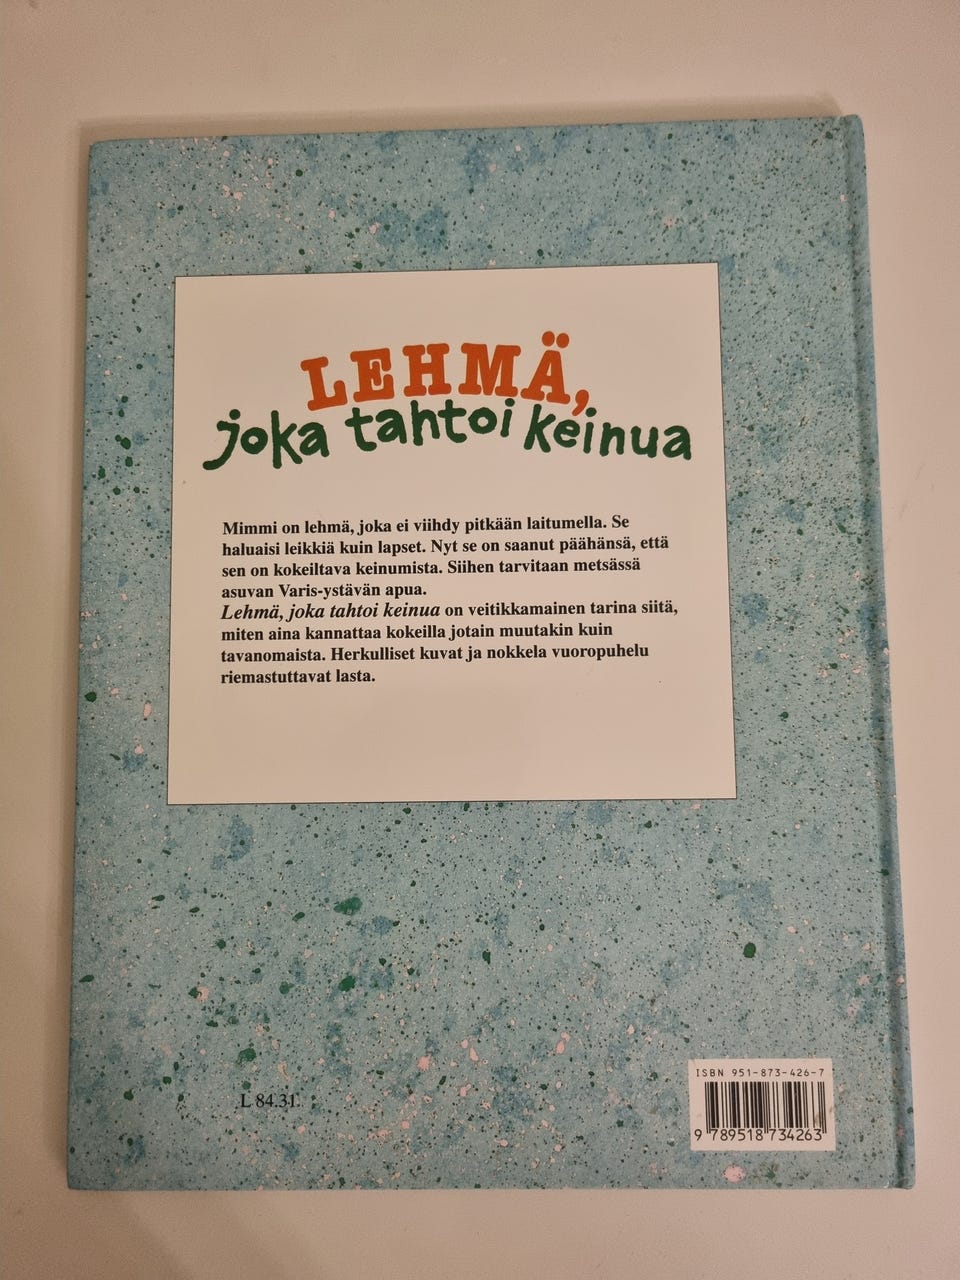 LEHMÄ,
joka tahtoi keinua
Mimmi on lehmä, joka ei viihdy pitkään laitumella. Se
haluaisi leikkiä kuin lapset. Nyt se on saanut päähänsä, että
sen on kokeiltava keinumista. Siihen tarvitaan metsässä
asuvan Varis-ystävän apua.
Lehmä, joka tahtoi keinua on veitikkamainen tarina siitä,
miten aina kannattaa kokeilla jotain muutakin kuin
tavanomaista. Herkulliset kuvat ja nokkela vuoropuhelu
riemastuttavat lasta.
L 84.31.
ISBN 951-873-426-7
9 789518 734263